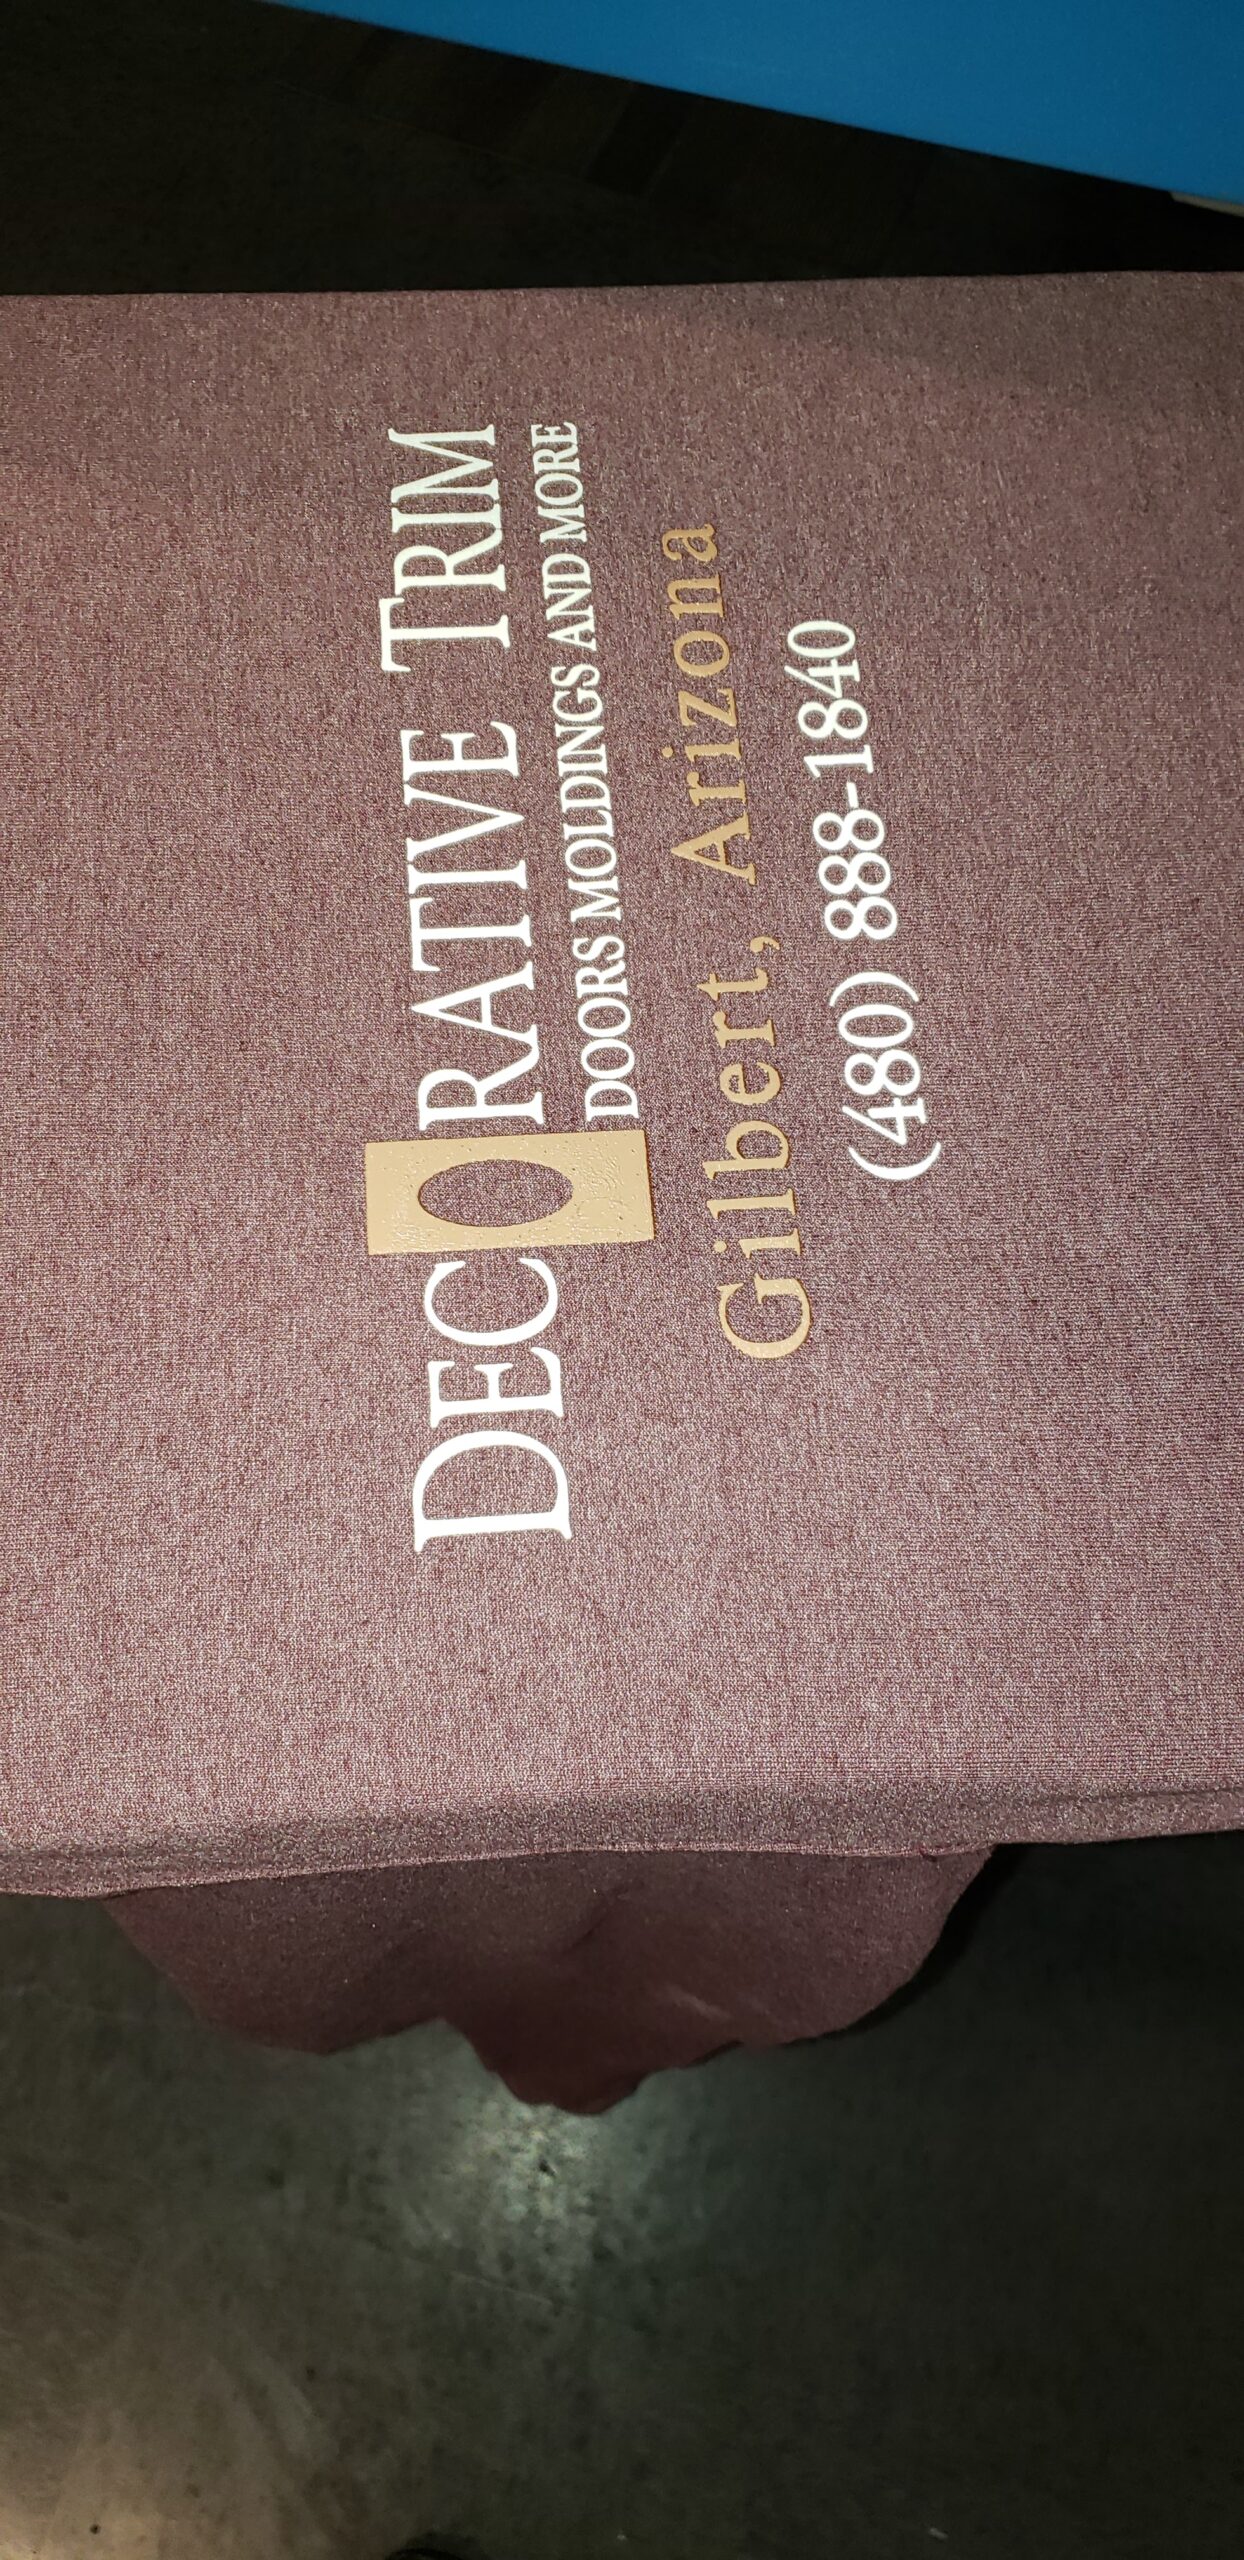 DECORATIVE TRIM
DOORS MOLDINGS AND MORE
Gilbert, Arizona
(480) 888-1840